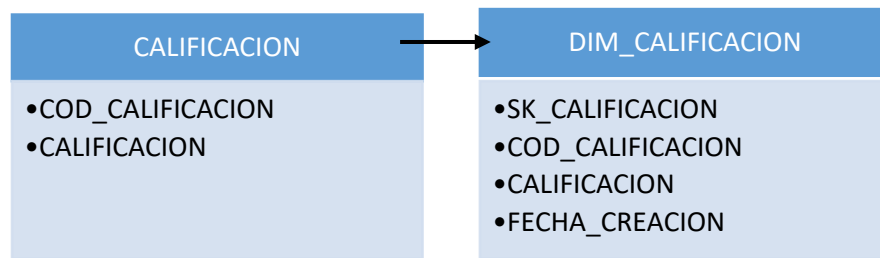 CALIFICACION
•COD_CALIFICACION
•CALIFICACION
DIM_CALIFICACION
•SK_CALIFICACION
•COD_CALIFICACION
•CALIFICACION
•FECHA_CREACION